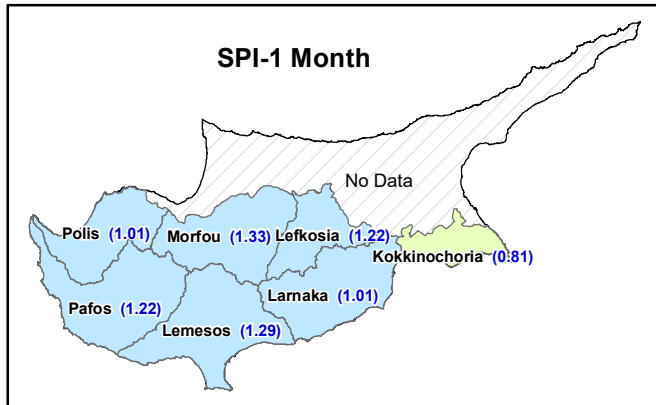 SPI-1 Month
No Data
Polis (1.01)
Morfou (1.33)
Lefkosia (1.22)
Kokkinochoria (0.81)
Pafos (1.22)
Larnaka (1.01)
Lemesos (1.29)